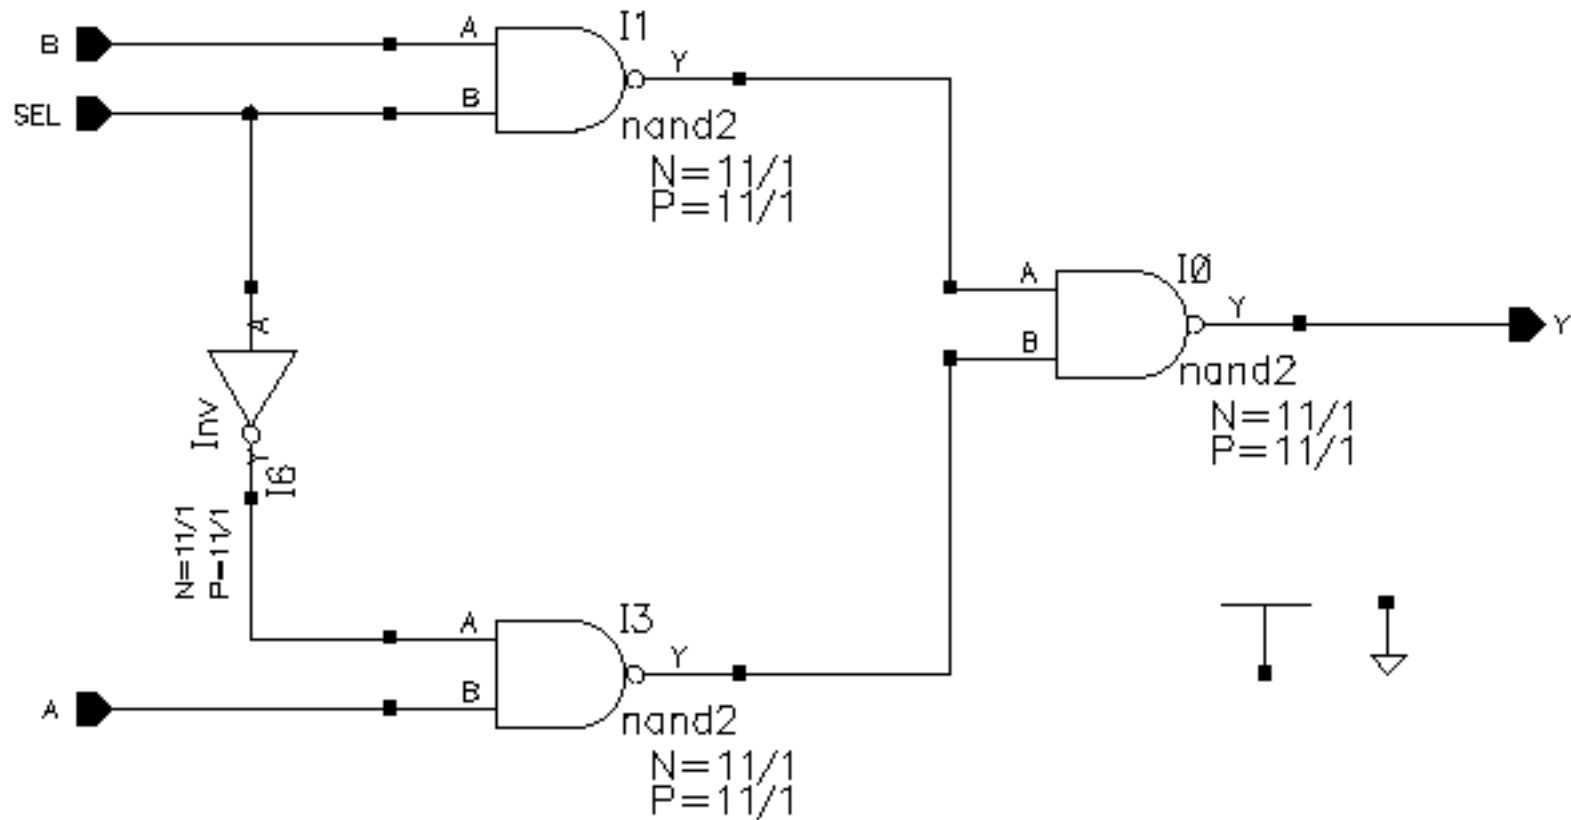 B
A
I1
Y
SEL
B
nand2
N=11/1
P=11/1
A
Inv
Y
I6
N=11/1
P=11/1
A
I0
Y
Y
B
nand2
N=11/1
P=11/1
A
I3
Y
A
B
nand2
N=11/1
P=11/1